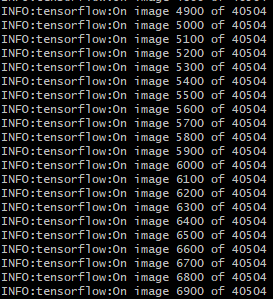 INFO:tensorflow:On image 4900 of 40504
INFO:tensorflow:On image 5000 of 40504
INFO:tensorflow:On image 5100 of 40504
INFO:tensorflow:On image 5200 of 40504
INFO:tensorflow:On image 5300 of 40504
INFO:tensorflow:On image 5400 of 40504
INFO:tensorflow:On image 5500 of 40504
INFO:tensorflow:On image 5600 of 40504
INFO:tensorflow:On image 5700 of 40504
INFO:tensorflow:On image 5800 of 40504
INFO:tensorflow:On image 5900 of 40504
INFO:tensorflow:On image 6000 of 40504
INFO:tensorflow:On image 6100 of 40504
INFO:tensorflow:On image 6200 of 40504
INFO:tensorflow:On image 6300 of 40504
INFO:tensorflow:On image 6400 of 40504
INFO:tensorflow:On image 6500 of 40504
INFO:tensorflow:On image 6600 of 40504
INFO:tensorflow:On image 6700 of 40504
INFO:tensorflow:On image 6800 of 40504
INFO:tensorflow:On image 6900 of 40504